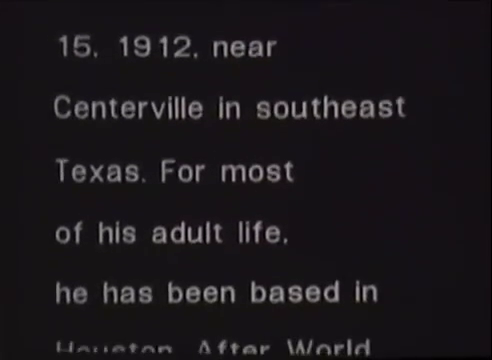 15. 1912. near
Centerville in southeast
Texas. For most
of his adult life,
he has been based in
Houston. After World